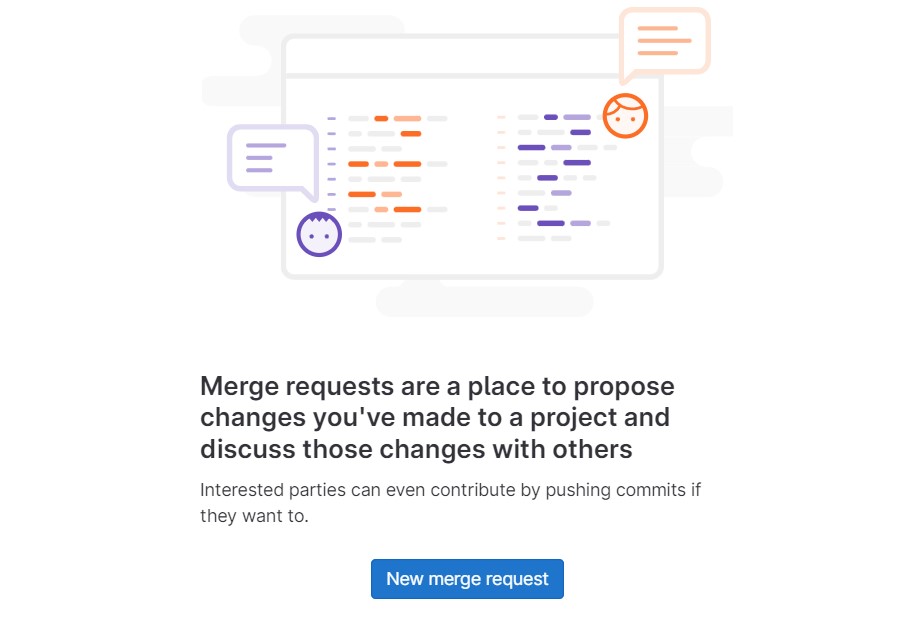 Merge requests are a place to propose
changes you've made to a project and
discuss those changes with others
Interested parties can even contribute by pushing commits if
they want to.
New merge request